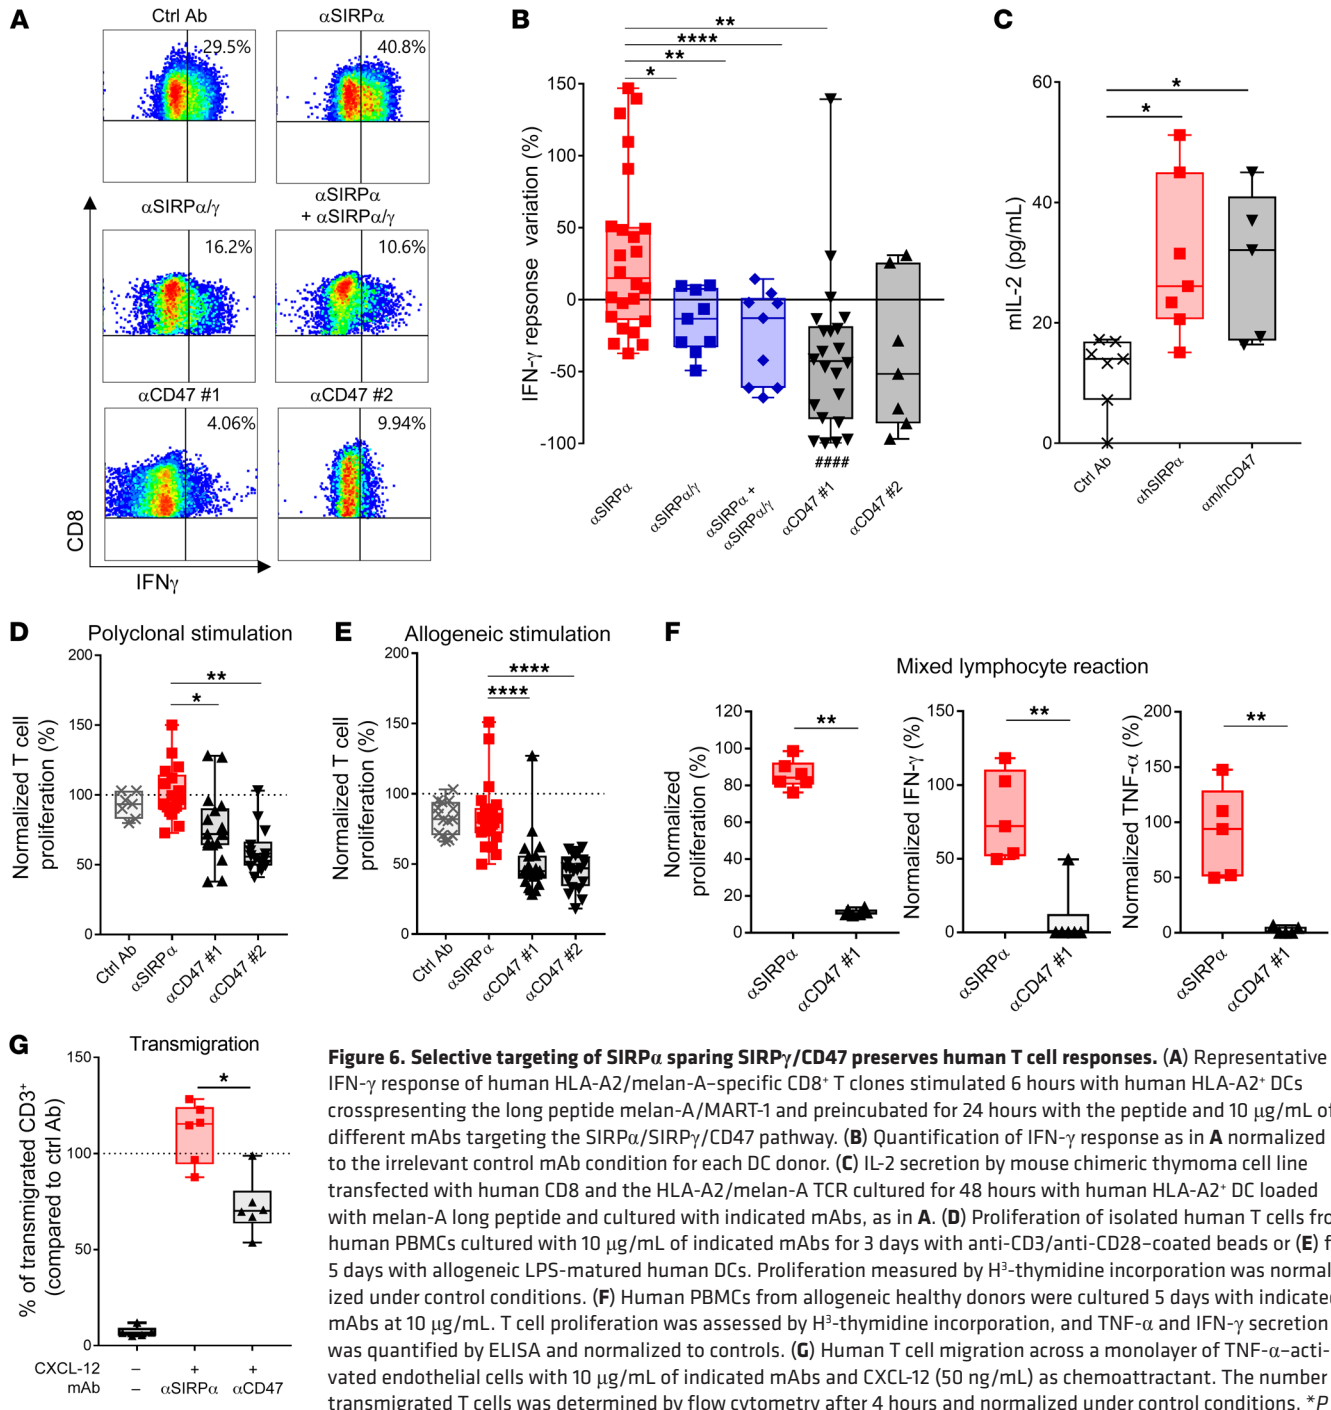 A
Ctrl Ab
αSIRPα
29.5%
40.8%
αSIRPα/γ
αSIRPα
+ αSIRPα/γ
16.2%
10.6%
αCD47 #1
αCD47 #2
4.06%
9.94%
CD8
IFNγ
B
**
****
**
*
IFN-γ repsonse variation (%)
150
100
50
0
-50
-100
####
αSIRPα
αSIRPα/γ
αSIRPα +
αSIRPα/γ
αCD47 #1
αCD47 #2
C
*
*
mIL-2 (pg/mL)
60
40
20
0
Ctrl Ab
αhSIRPα
αm/hCD47
D
Polyclonal stimulation
**
*
Normalized T cell
proliferation (%)
200
150
100
50
0
Ctrl Ab
αSIRPα
αCD47 #1
αCD47 #2
E
Allogeneic stimulation
****
****
Normalized T cell
proliferation (%)
200
150
100
50
0
Ctrl Ab
αSIRPα
αCD47 #1
αCD47 #2
F
Mixed lymphocyte reaction
**
Normalized
proliferation (%)
120
100
80
60
40
20
0
αSIRPα
αCD47 #1
**
Normalized IFN-γ (%)
150
100
50
0
αSIRPα
αCD47 #1
**
Normalized TNF-α (%)
200
150
100
50
0
αSIRPα
αCD47 #1
G
Transmigration
*
% of transmigrated CD3⁺
(compared to ctrl Ab)
150
100
50
0
CXCL-12 – + +
mAb – αSIRPα αCD47
Figure 6. Selective targeting of SIRPα sparing SIRPγ/CD47 preserves human T cell responses. (A) Representative
IFN-γ response of human HLA-A2/melan-A–specific CD8⁺ T clones stimulated 6 hours with human HLA-A2⁺ DCs
crosspresenting the long peptide melan-A/MART-1 and preincubated for 24 hours with the peptide and 10 μg/mL of
different mAbs targeting the SIRPα/SIRPγ/CD47 pathway. (B) Quantification of IFN-γ response as in A normalized
to the irrelevant control mAb condition for each DC donor. (C) IL-2 secretion by mouse chimeric thymoma cell line
transfected with human CD8 and the HLA-A2/melan-A TCR cultured for 48 hours with human HLA-A2⁺ DC loaded
with melan-A long peptide and cultured with indicated mAbs, as in A. (D) Proliferation of isolated human T cells fro
human PBMCs cultured with 10 μg/mL of indicated mAbs for 3 days with anti-CD3/anti-CD28–coated beads or (E) f
5 days with allogeneic LPS-matured human DCs. Proliferation measured by H³-thymidine incorporation was normal
ized under control conditions. (F) Human PBMCs from allogeneic healthy donors were cultured 5 days with indicate
mAbs at 10 μg/mL. T cell proliferation was assessed by H³-thymidine incorporation, and TNF-α and IFN-γ secretion
was quantified by ELISA and normalized to controls. (G) Human T cell migration across a monolayer of TNF-α–acti-
vated endothelial cells with 10 μg/mL of indicated mAbs and CXCL-12 (50 ng/mL) as chemoattractant. The number
transmigrated T cells was determined by flow cytometry after 4 hours and normalized under control conditions. *P